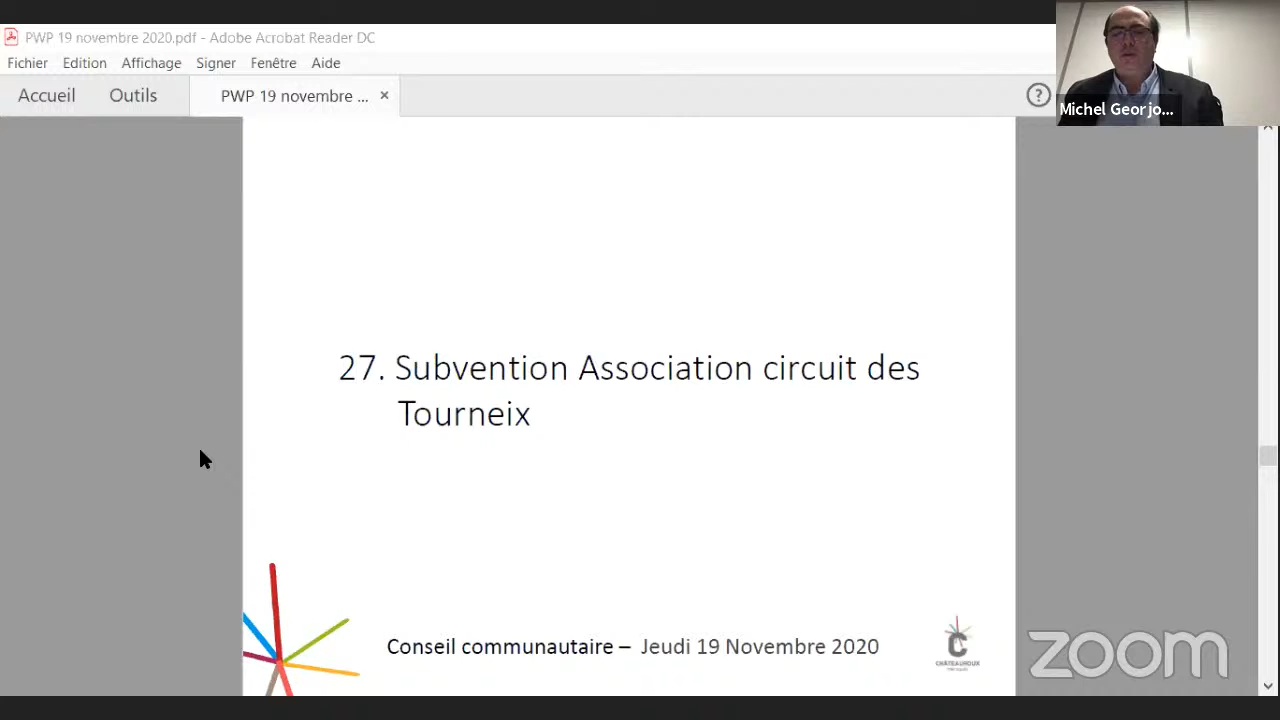 PWP 19 novembre 2020.pdf - Adobe Acrobat Reader DC
Fichier Edition Affichage Signer Fenêtre Aide
Accueil Outils PWP 19 novembre ... × ?
Michel Georjo...
27. Subvention Association circuit des
Tourneix
Conseil communautaire – Jeudi 19 Novembre 2020
CHÂTEAUROUX
zoom